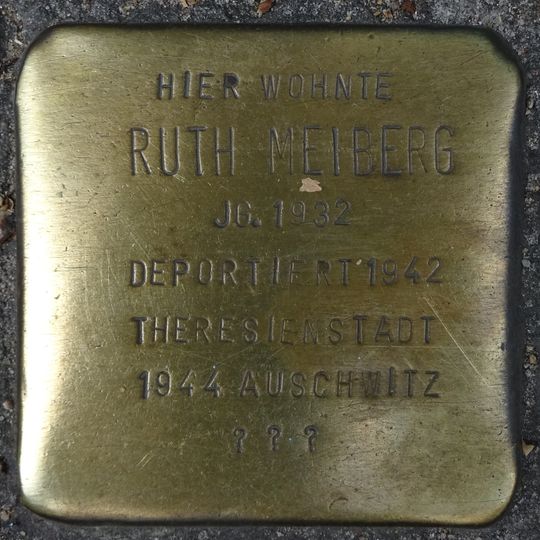 HIER WOHNTE
RUTH MEIBERG
JG. 1932
DEPORTIERT 1942
THERESIENSTADT
1944 AUSCHWITZ
? ? ?